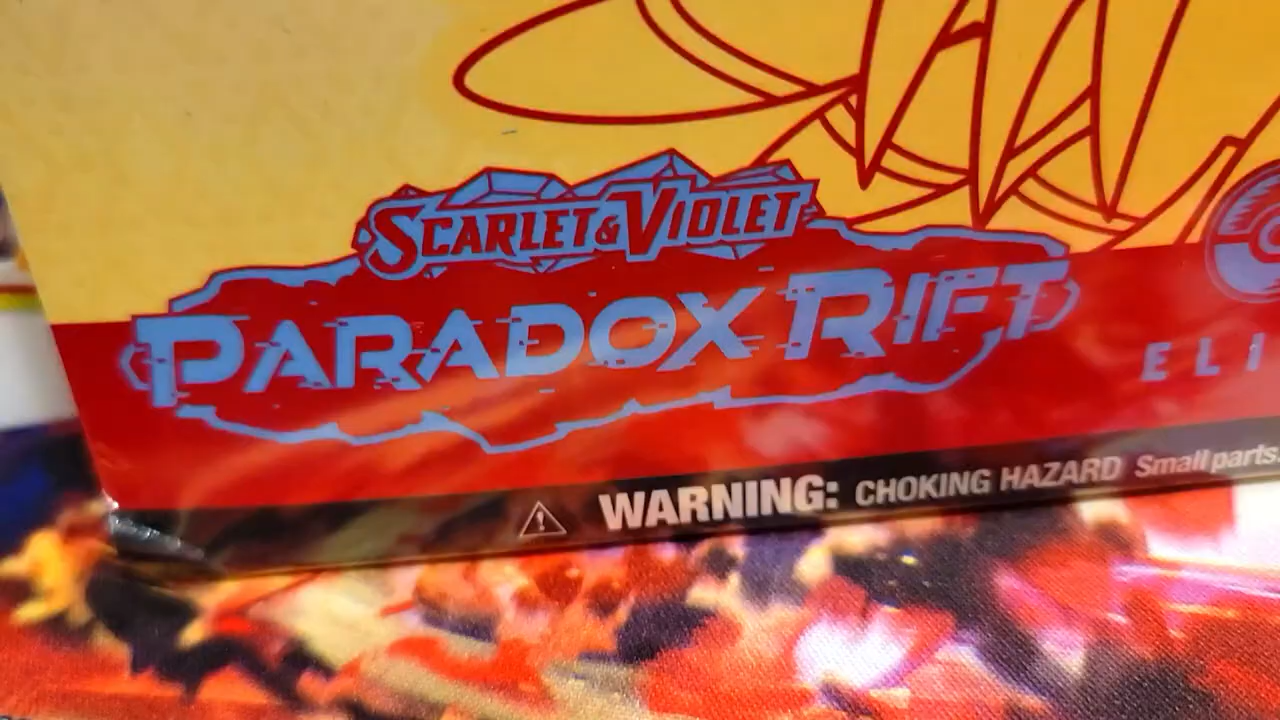 SCARLET & VIOLET
PARADOX RIFT
ELI
WARNING: CHOKING HAZARD Small parts.